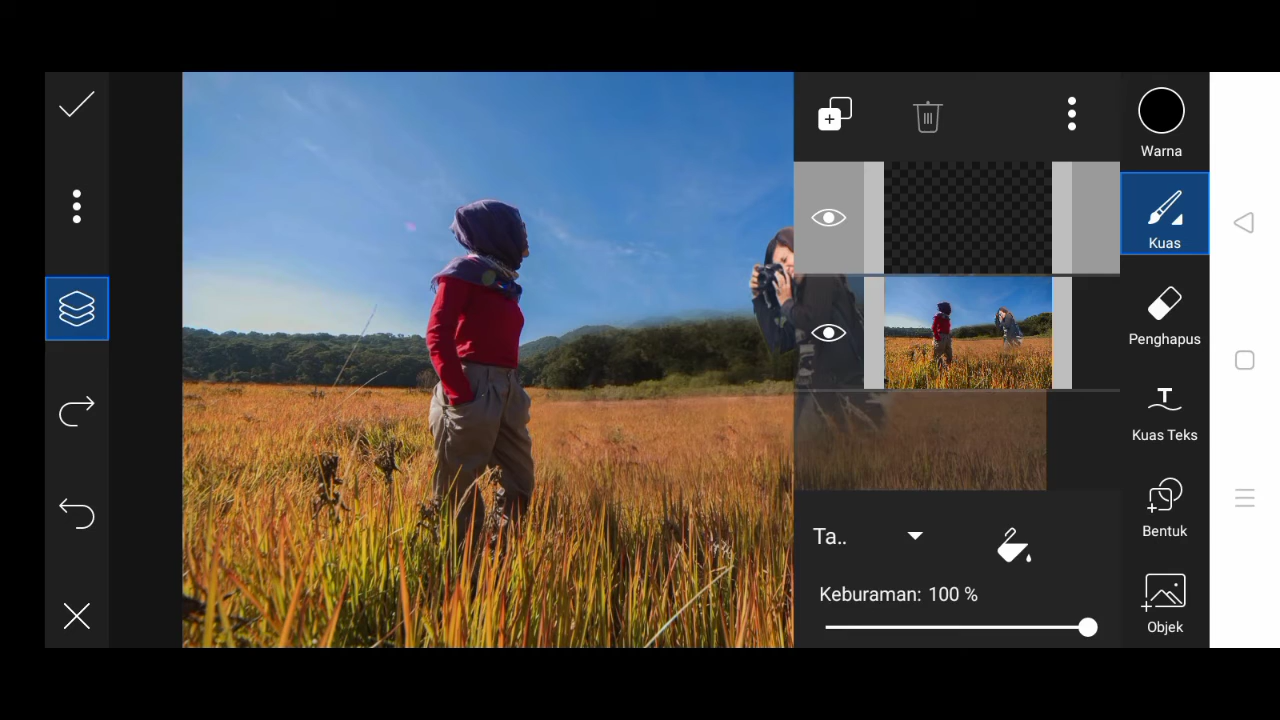 Warna
Kuas
Penghapus
Kuas Teks
Bentuk
Objek
Ta..
Keburaman: 100 %